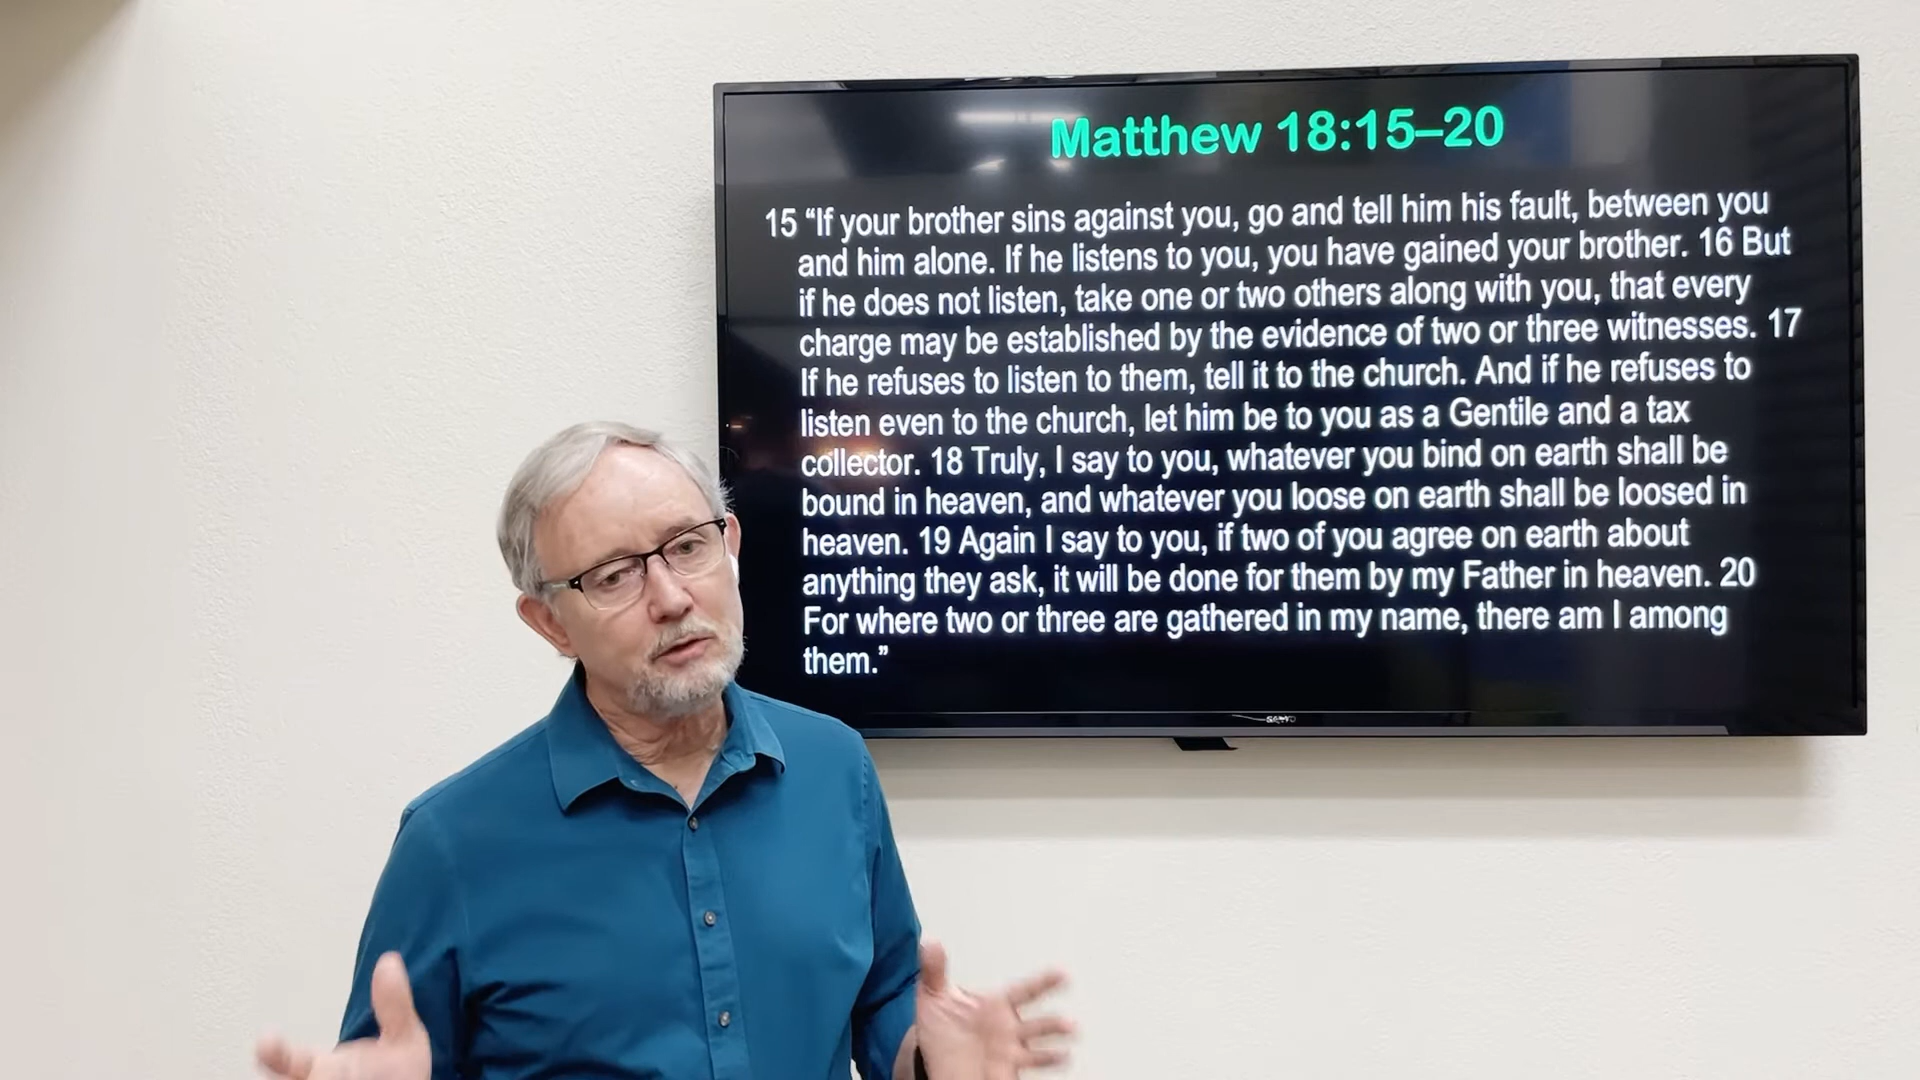 Matthew 18:15–20
15 “If your brother sins against you, go and tell him his fault, between you
and him alone. If he listens to you, you have gained your brother. 16 But
if he does not listen, take one or two others along with you, that every
charge may be established by the evidence of two or three witnesses. 17
If he refuses to listen to them, tell it to the church. And if he refuses to
listen even to the church, let him be to you as a Gentile and a tax
collector. 18 Truly, I say to you, whatever you bind on earth shall be
bound in heaven, and whatever you loose on earth shall be loosed in
heaven. 19 Again I say to you, if two of you agree on earth about
anything they ask, it will be done for them by my Father in heaven. 20
For where two or three are gathered in my name, there am I among
them.”
SANYO